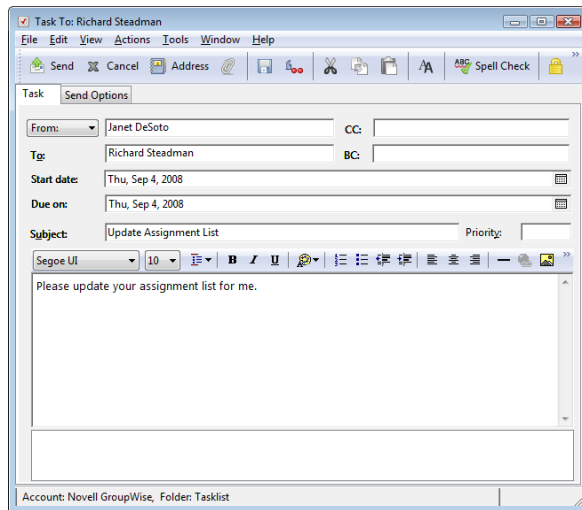 Task To: Richard Steadman
File Edit View Actions Tools Window Help
Send Cancel Address ABC Spell Check »
Task Send Options
From: Janet DeSoto CC:
To: Richard Steadman BC:
Start date: Thu, Sep 4, 2008
Due on: Thu, Sep 4, 2008
Subject: Update Assignment List Priority:
Segoe UI 10 B I U »
Please update your assignment list for me.
Account: Novell GroupWise, Folder: Tasklist